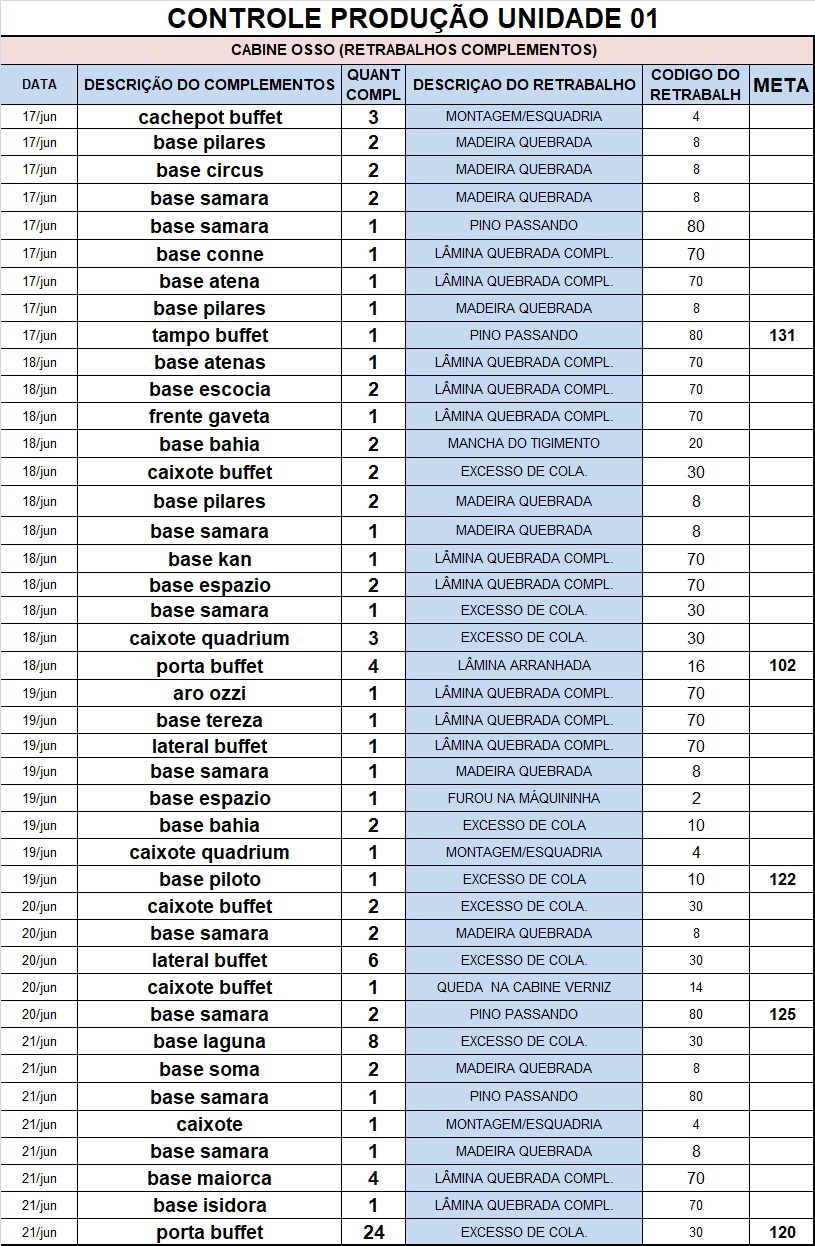 CONTROLE PRODUÇÃO UNIDADE 01
CABINE OSSO (RETRABALHOS COMPLEMENTOS)
DATA DESCRIÇÃO DO COMPLEMENTOS QUANT COMPL DESCRIÇAO DO RETRABALHO CODIGO DO RETRABALH META
17/jun cachepot buffet 3 MONTAGEM/ESQUADRIA 4
17/jun base pilares 2 MADEIRA QUEBRADA 8
17/jun base circus 2 MADEIRA QUEBRADA 8
17/jun base samara 2 MADEIRA QUEBRADA 8
17/jun base samara 1 PINO PASSANDO 80
17/jun base conne 1 LÂMINA QUEBRADA COMPL. 70
17/jun base atena 1 LÂMINA QUEBRADA COMPL. 70
17/jun base pilares 1 MADEIRA QUEBRADA 8
17/jun tampo buffet 1 PINO PASSANDO 80 131
18/jun base atenas 1 LÂMINA QUEBRADA COMPL. 70
18/jun base escocia 2 LÂMINA QUEBRADA COMPL. 70
18/jun frente gaveta 1 LÂMINA QUEBRADA COMPL. 70
18/jun base bahia 2 MANCHA DO TIGIMENTO 20
18/jun caixote buffet 2 EXCESSO DE COLA. 30
18/jun base pilares 2 MADEIRA QUEBRADA 8
18/jun base samara 1 MADEIRA QUEBRADA 8
18/jun base kan 1 LÂMINA QUEBRADA COMPL. 70
18/jun base espazio 2 LÂMINA QUEBRADA COMPL. 70
18/jun base samara 1 EXCESSO DE COLA. 30
18/jun caixote quadrium 3 EXCESSO DE COLA. 30
18/jun porta buffet 4 LÂMINA ARRANHADA 16 102
19/jun aro ozzi 1 LÂMINA QUEBRADA COMPL. 70
19/jun base tereza 1 LÂMINA QUEBRADA COMPL. 70
19/jun lateral buffet 1 LÂMINA QUEBRADA COMPL. 70
19/jun base samara 1 MADEIRA QUEBRADA 8
19/jun base espazio 1 FUROU NA MÁQUININHA 2
19/jun base bahia 2 EXCESSO DE COLA 10
19/jun caixote quadrium 1 MONTAGEM/ESQUADRIA 4
19/jun base piloto 1 EXCESSO DE COLA 10 122
20/jun caixote buffet 2 EXCESSO DE COLA. 30
20/jun base samara 2 MADEIRA QUEBRADA 8
20/jun lateral buffet 6 EXCESSO DE COLA. 30
20/jun caixote buffet 1 QUEDA NA CABINE VERNIZ 14
20/jun base samara 2 PINO PASSANDO 80 125
21/jun base laguna 8 EXCESSO DE COLA. 30
21/jun base soma 2 MADEIRA QUEBRADA 8
21/jun base samara 1 PINO PASSANDO 80
21/jun caixote 1 MONTAGEM/ESQUADRIA 4
21/jun base samara 1 MADEIRA QUEBRADA 8
21/jun base maiorca 4 LÂMINA QUEBRADA COMPL. 70
21/jun base isidora 1 LÂMINA QUEBRADA COMPL. 70
21/jun porta buffet 24 EXCESSO DE COLA. 30 120